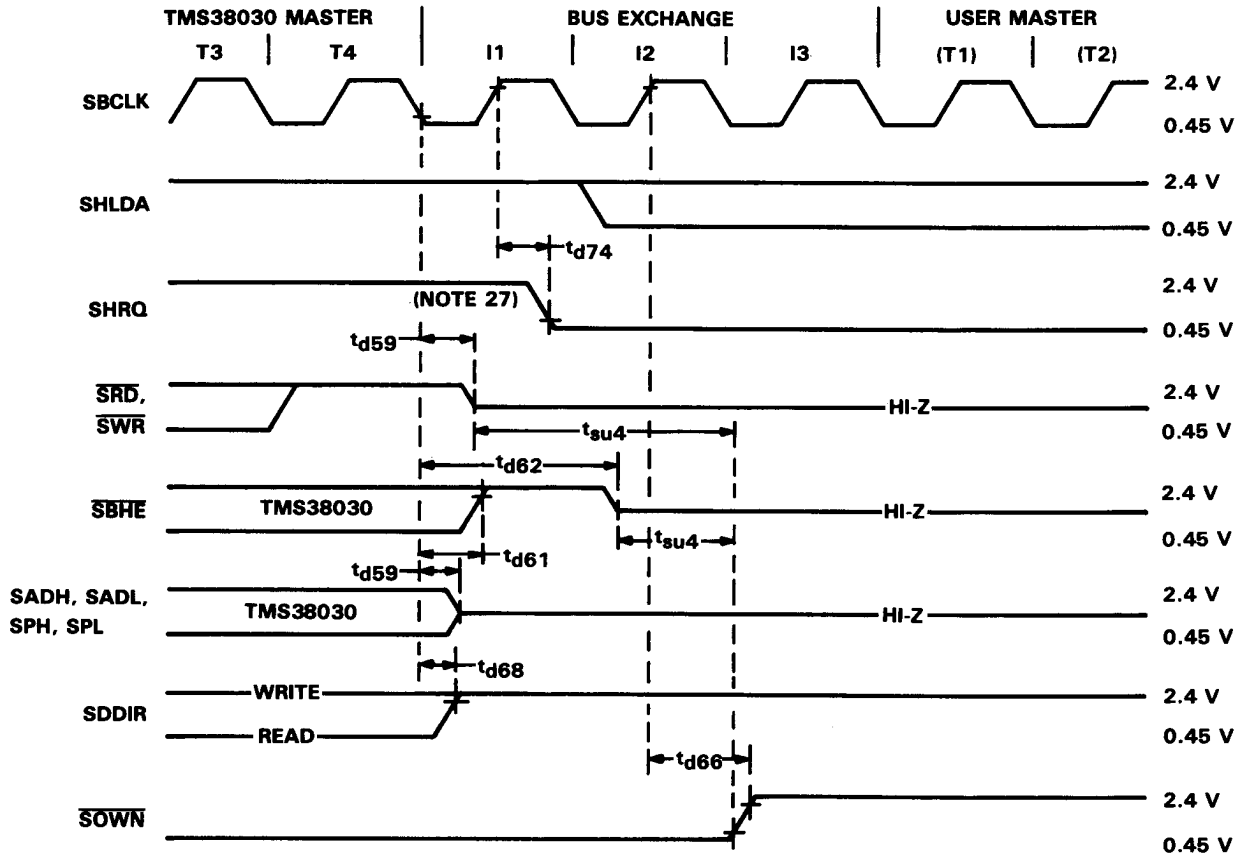 TMS38030 MASTER BUS EXCHANGE USER MASTER
T3 T4 I1 I2 I3 (T1) (T2)
SBCLK 2.4 V
0.45 V
SHLDA 2.4 V
0.45 V
td74
SHRQ (NOTE 27) 2.4 V
0.45 V
td59
SRD, 2.4 V
SWR HI-Z 0.45 V
tsu4
td62
SBHE TMS38030 2.4 V
HI-Z 0.45 V
tsu4
td61
td59
SADH, SADL, 2.4 V
SPH, SPL TMS38030 HI-Z 0.45 V
td68
SDDIR WRITE 2.4 V
READ 0.45 V
td66
SOWN 2.4 V
0.45 V